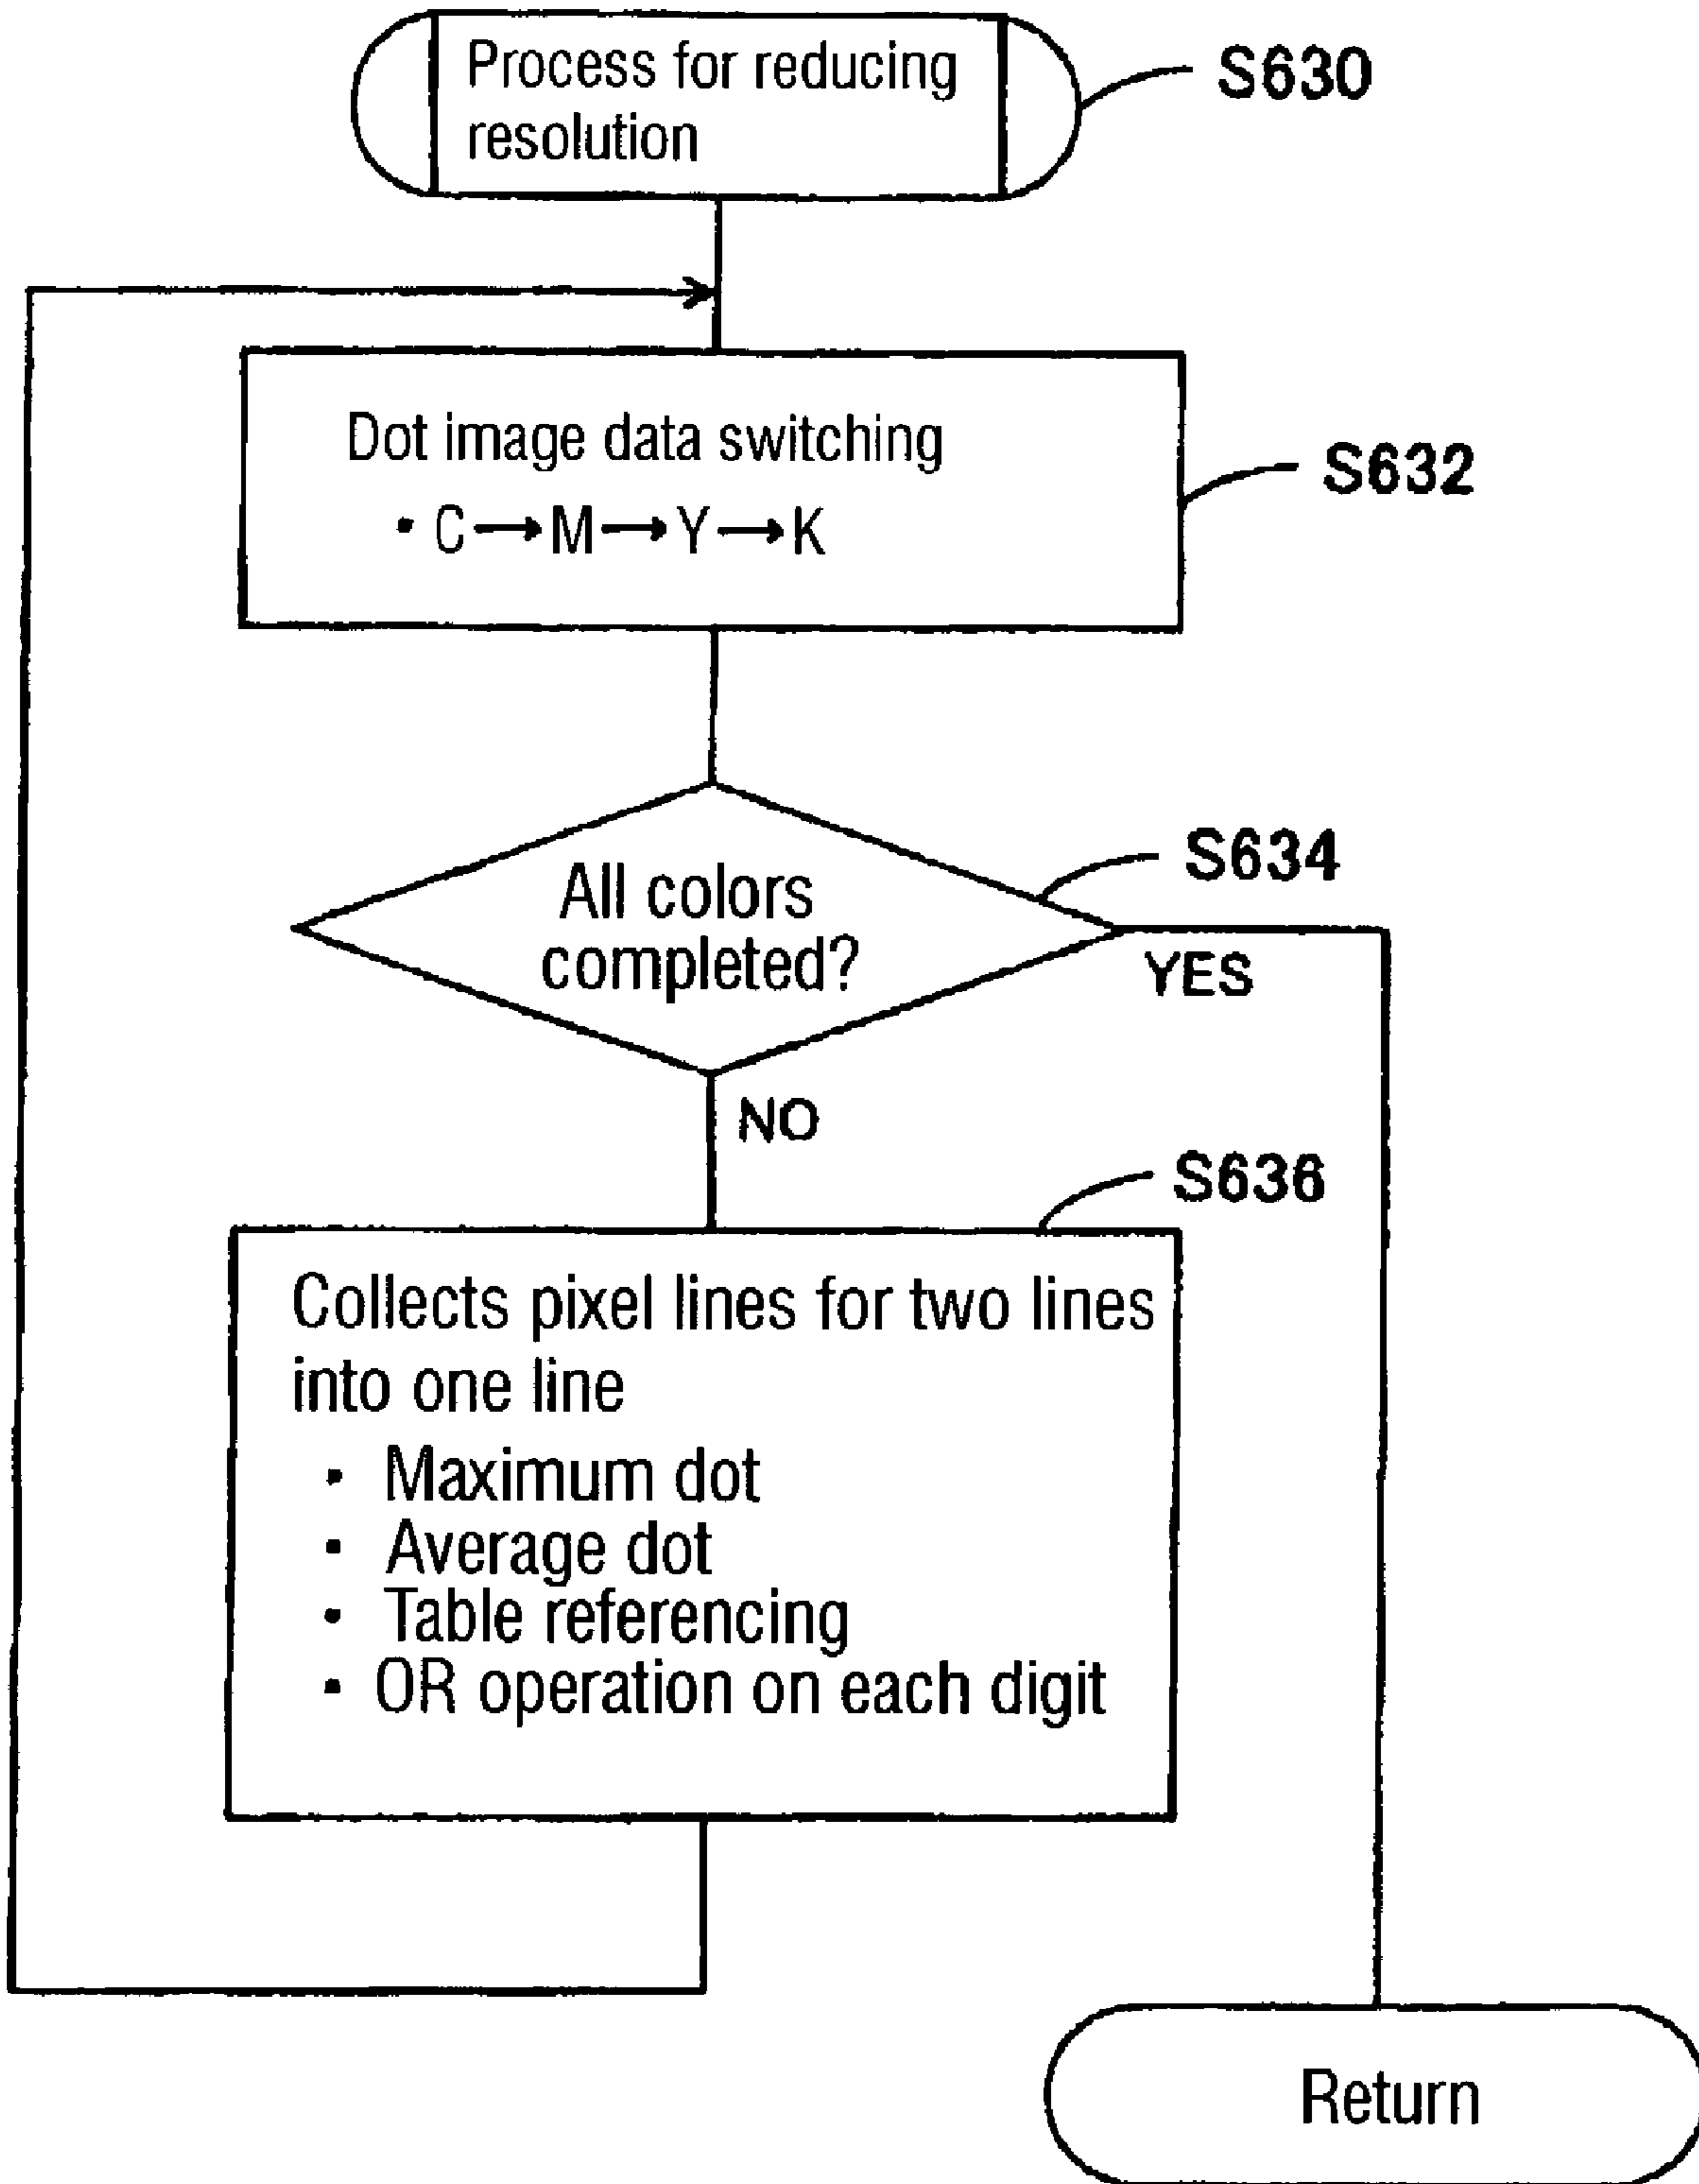 Process for reducing
resolution
S630
Dot image data switching
• C→M→Y→K
S632
All colors
completed?
S634
YES
NO
S636
Collects pixel lines for two lines
into one line
• Maximum dot
• Average dot
• Table referencing
• OR operation on each digit
Return